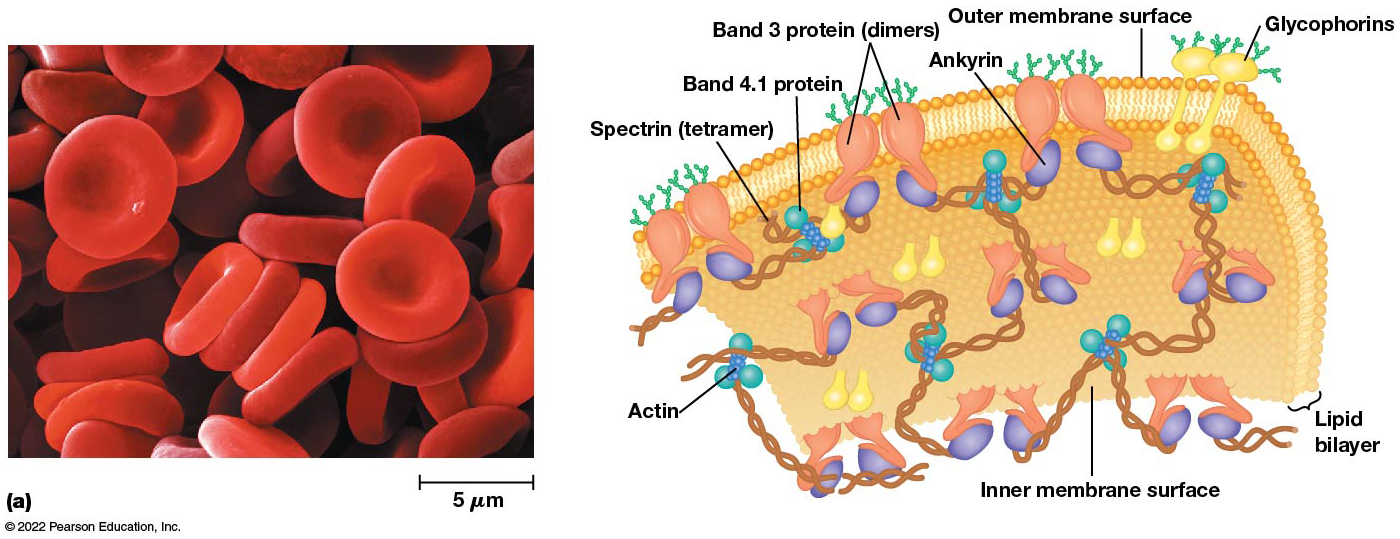 5 μm
(a)
© 2022 Pearson Education, Inc.
Outer membrane surface
Glycophorins
Band 3 protein (dimers)
Ankyrin
Band 4.1 protein
Spectrin (tetramer)
Actin
Lipid
bilayer
Inner membrane surface